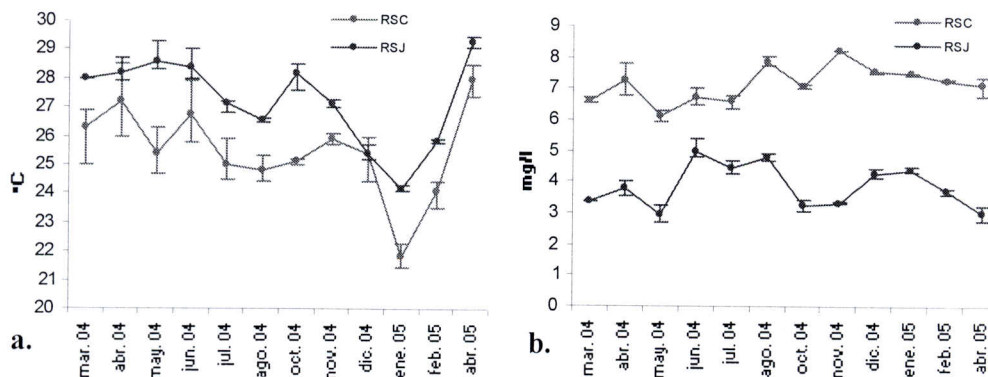 30
29
28
27
26
25
24
23
22
21
20
°C
RSC
RSJ
mar. 04
abr. 04
may. 04
jun. 04
jul. 04
ago. 04
oct. 04
nov. 04
dic. 04
ene. 05
feb. 05
abr. 05
a.
9
8
7
6
5
4
3
2
1
0
mg/l
RSC
RSJ
mar. 04
abr. 04
may. 04
jun. 04
jul. 04
ago. 04
oct. 04
nov. 04
dic. 04
ene. 05
feb. 05
abr. 05
b.